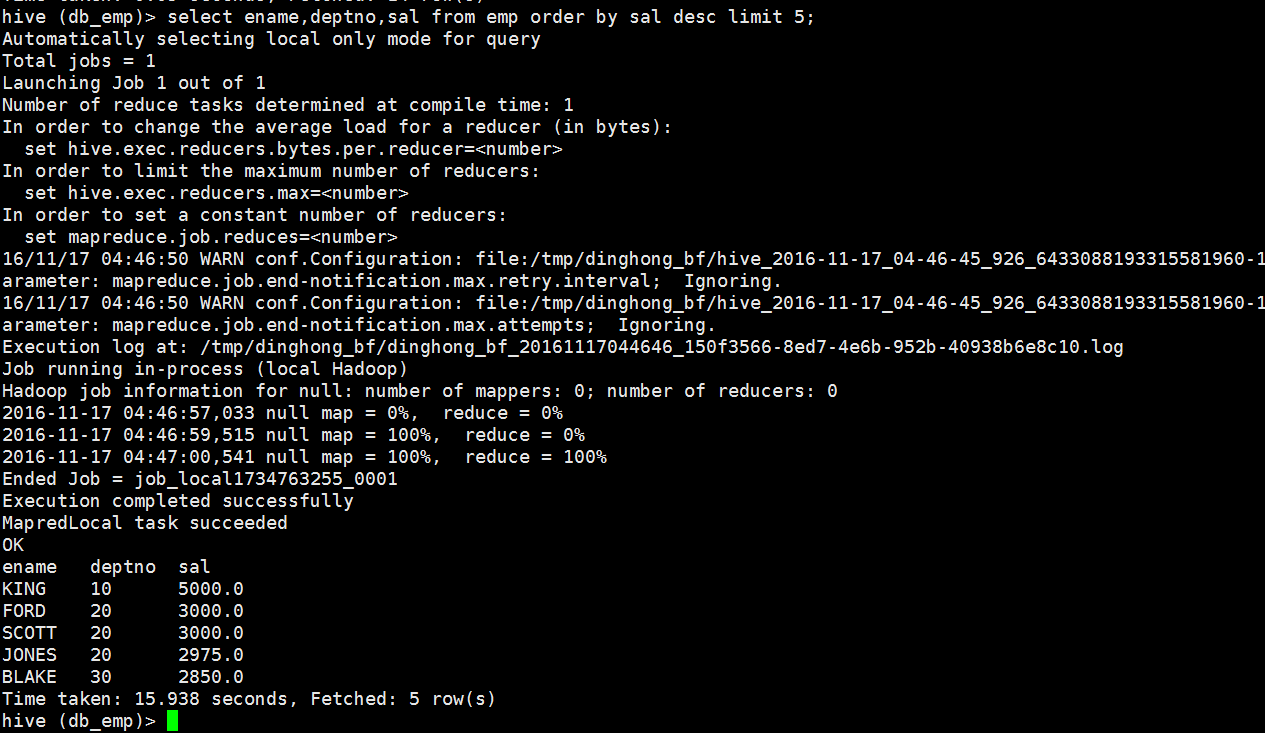 hive (db_emp)> select ename,deptno,sal from emp order by sal desc limit 5;
Automatically selecting local only mode for query
Total jobs = 1
Launching Job 1 out of 1
Number of reduce tasks determined at compile time: 1
In order to change the average load for a reducer (in bytes):
  set hive.exec.reducers.bytes.per.reducer=<number>
In order to limit the maximum number of reducers:
  set hive.exec.reducers.max=<number>
In order to set a constant number of reducers:
  set mapreduce.job.reduces=<number>
16/11/17 04:46:50 WARN conf.Configuration: file:/tmp/dinghong_bf/hive_2016-11-17_04-46-45_926_6433088193315581960-1
arameter: mapreduce.job.end-notification.max.retry.interval;  Ignoring.
16/11/17 04:46:50 WARN conf.Configuration: file:/tmp/dinghong_bf/hive_2016-11-17_04-46-45_926_6433088193315581960-1
arameter: mapreduce.job.end-notification.max.attempts;  Ignoring.
Execution log at: /tmp/dinghong_bf/dinghong_bf_20161117044646_150f3566-8ed7-4e6b-952b-40938b6e8c10.log
Job running in-process (local Hadoop)
Hadoop job information for null: number of mappers: 0; number of reducers: 0
2016-11-17 04:46:57,033 null map = 0%,  reduce = 0%
2016-11-17 04:46:59,515 null map = 100%,  reduce = 0%
2016-11-17 04:47:00,541 null map = 100%,  reduce = 100%
Ended Job = job_local1734763255_0001
Execution completed successfully
MapredLocal task succeeded
OK
ename   deptno  sal
KING    10      5000.0
FORD    20      3000.0
SCOTT   20      3000.0
JONES   20      2975.0
BLAKE   30      2850.0
Time taken: 15.938 seconds, Fetched: 5 row(s)
hive (db_emp)>